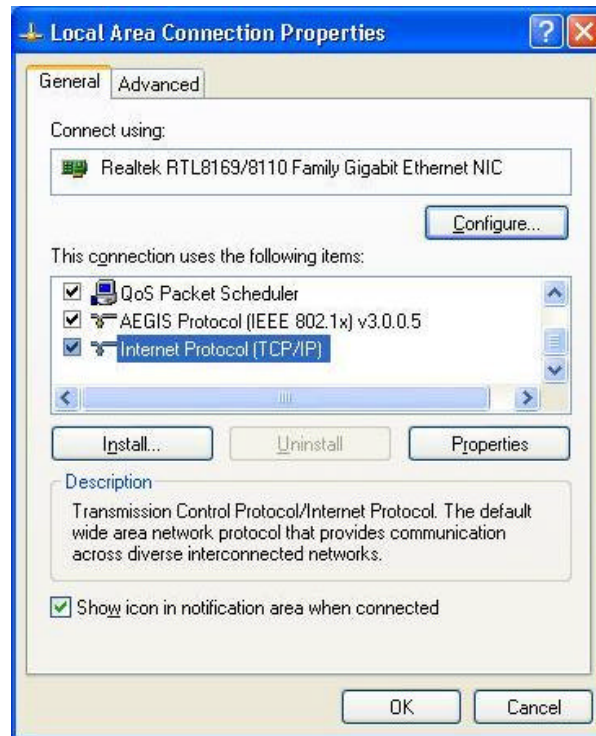 Local Area Connection Properties
General
Advanced
Connect using:
Realtek RTL8169/8110 Family Gigabit Ethernet NIC
Configure...
This connection uses the following items:
QoS Packet Scheduler
AEGIS Protocol (IEEE 802.1x) v3.0.0.5
Internet Protocol (TCP/IP)
Install...
Uninstall
Properties
Description
Transmission Control Protocol/Internet Protocol. The default
wide area network protocol that provides communication
across diverse interconnected networks.
Show icon in notification area when connected
OK
Cancel